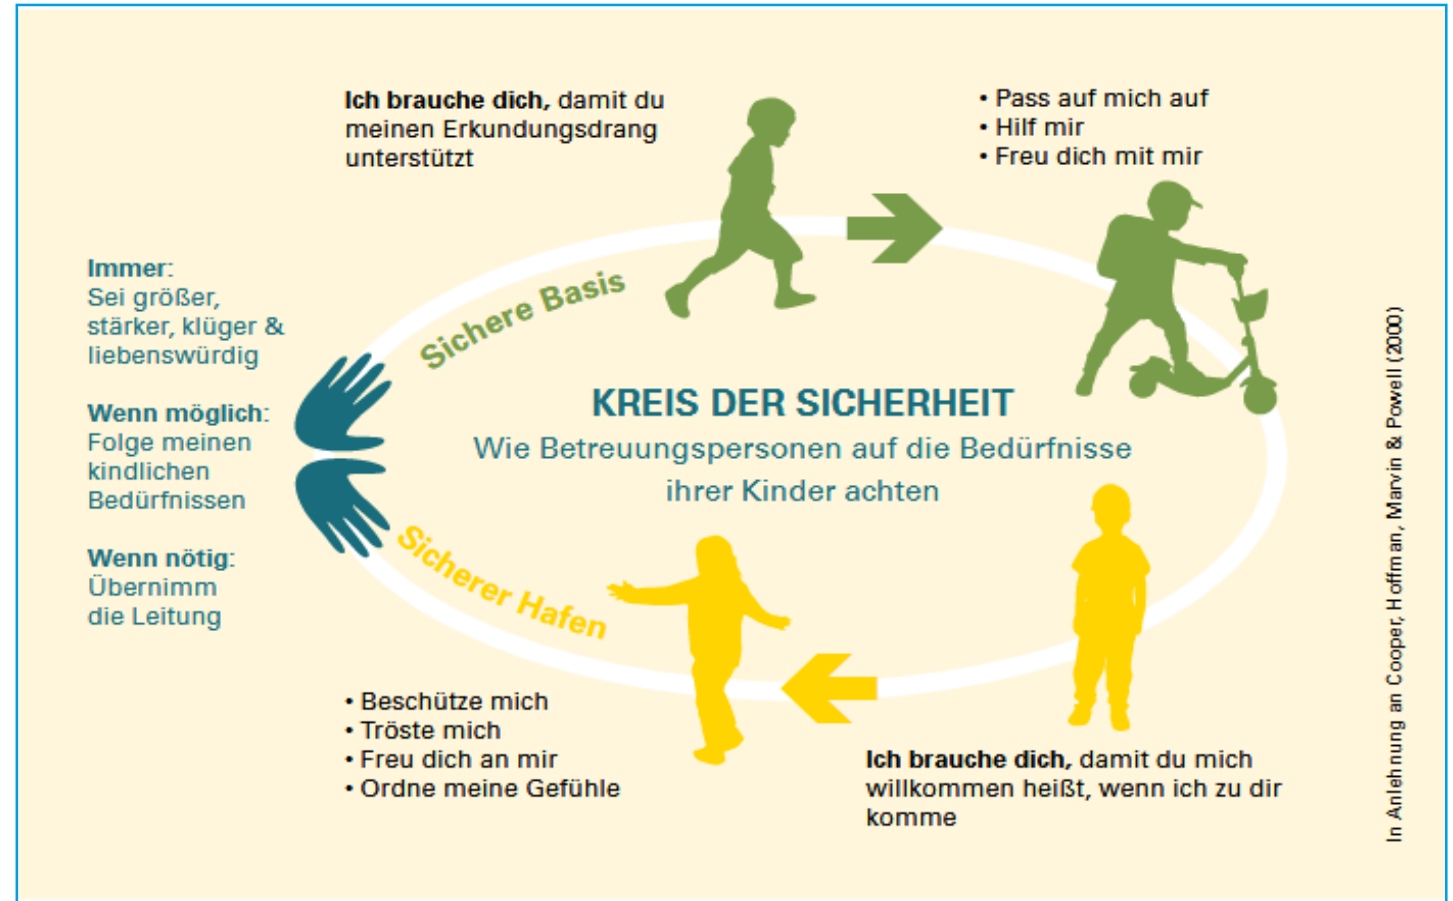 Ich brauche dich, damit du
meinen Erkundungsdrang
unterstützt
• Pass auf mich auf
• Hilf mir
• Freu dich mit mir
Immer:
Sei größer,
stärker, klüger &
liebenswürdig
Wenn möglich:
Folge meinen
kindlichen
Bedürfnissen
Wenn nötig:
Übernimm
die Leitung
Sichere Basis
KREIS DER SICHERHEIT
Wie Betreuungspersonen auf die Bedürfnisse
ihrer Kinder achten
Sicherer Hafen
• Beschütze mich
• Tröste mich
• Freu dich an mir
• Ordne meine Gefühle
Ich brauche dich, damit du mich
willkommen heißt, wenn ich zu dir
komme
In Anlehnung an Cooper, Hoffman, Marvin & Powell (2000)